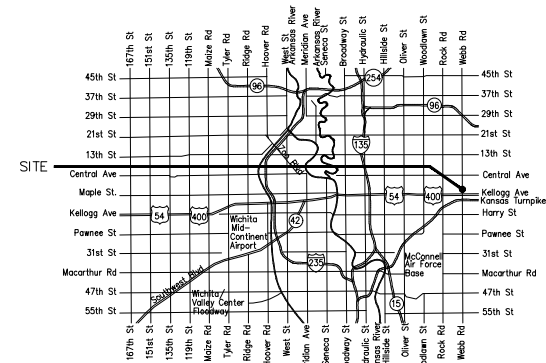 167th St
151st St
135th St
119th St
Maize Rd
Tyler Rd
Ridge Rd
Hoover Rd
West St
Arkansas River
Meridian Ave
Arkansas River
Seneca St
Broadway St
Hydraulic St
Hillside St
Oliver St
Woodlawn St
Rock Rd
Webb Rd
45th St
37th St
29th St
21st St
13th St
Central Ave
Maple St.
Kellogg Ave
Pawnee St
31st St
Macarthur Rd
47th St
55th St
SITE
96
254
96
135
Zoo Blvd
54
400
54
400
42
235
15
Wichita
Mid-
Continent
Airport
McConnell
Air Force
Base
Southwest Blvd
Wichita/
Valley Center
Floodway
45th St
37th St
29th St
21st St
13th St
Central Ave
Kellogg Ave
Kansas Turnpike
Harry St
Pawnee St
31st St
Macarthur Rd
47th St
55th St
167th St
151st St
135th St
119th St
Maize Rd
Tyler Rd
Ridge Rd
oover Rd
West St
idian Ave
Seneca St
oadway St
draulic St
nsas River
Hillside St
Oliver St
Woodlawn St
Rock Rd
Webb Rd